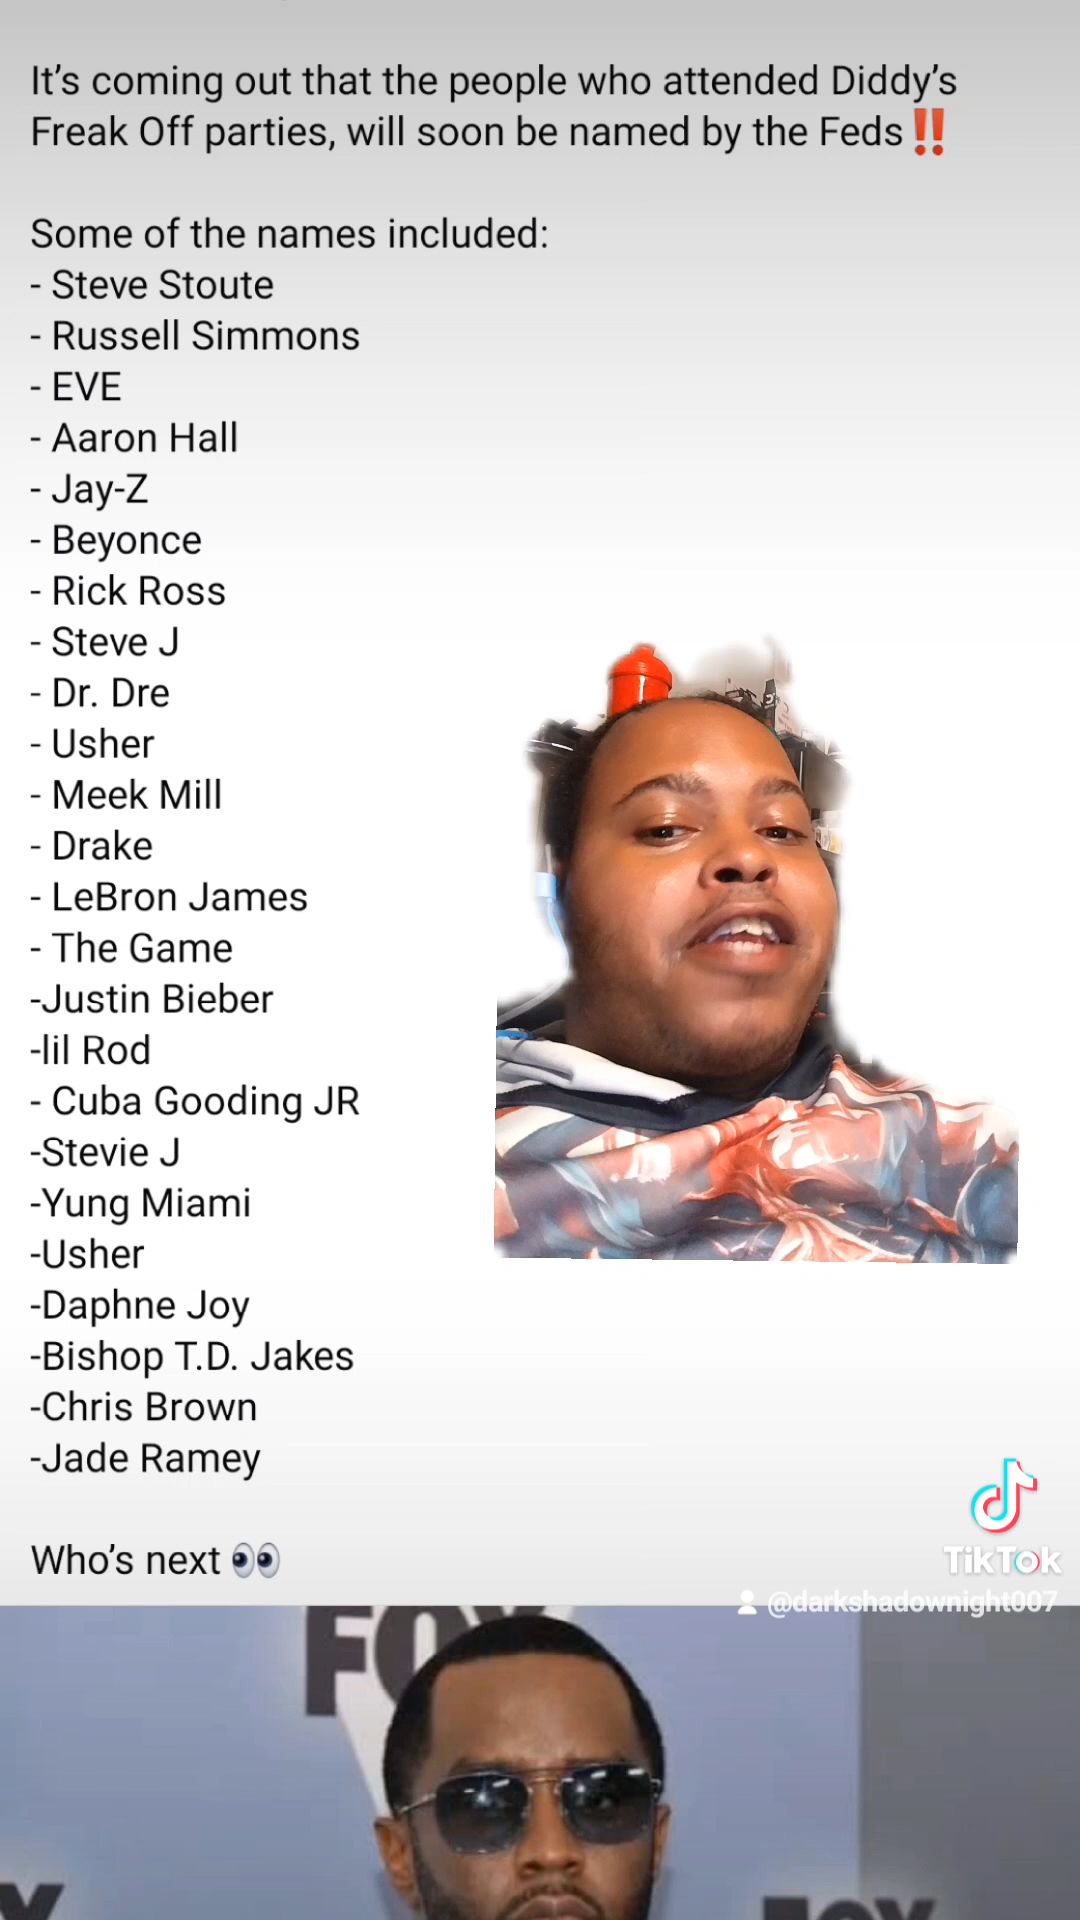 It’s coming out that the people who attended Diddy’s
Freak Off parties, will soon be named by the Feds‼️
Some of the names included:
- Steve Stoute
- Russell Simmons
- EVE
- Aaron Hall
- Jay-Z
- Beyonce
- Rick Ross
- Steve J
- Dr. Dre
- Usher
- Meek Mill
- Drake
- LeBron James
- The Game
-Justin Bieber
-lil Rod
- Cuba Gooding JR
-Stevie J
-Yung Miami
-Usher
-Daphne Joy
-Bishop T.D. Jakes
-Chris Brown
-Jade Ramey
Who’s next 👀
TikTok
@darkshadownight007
FOX
X
FOX